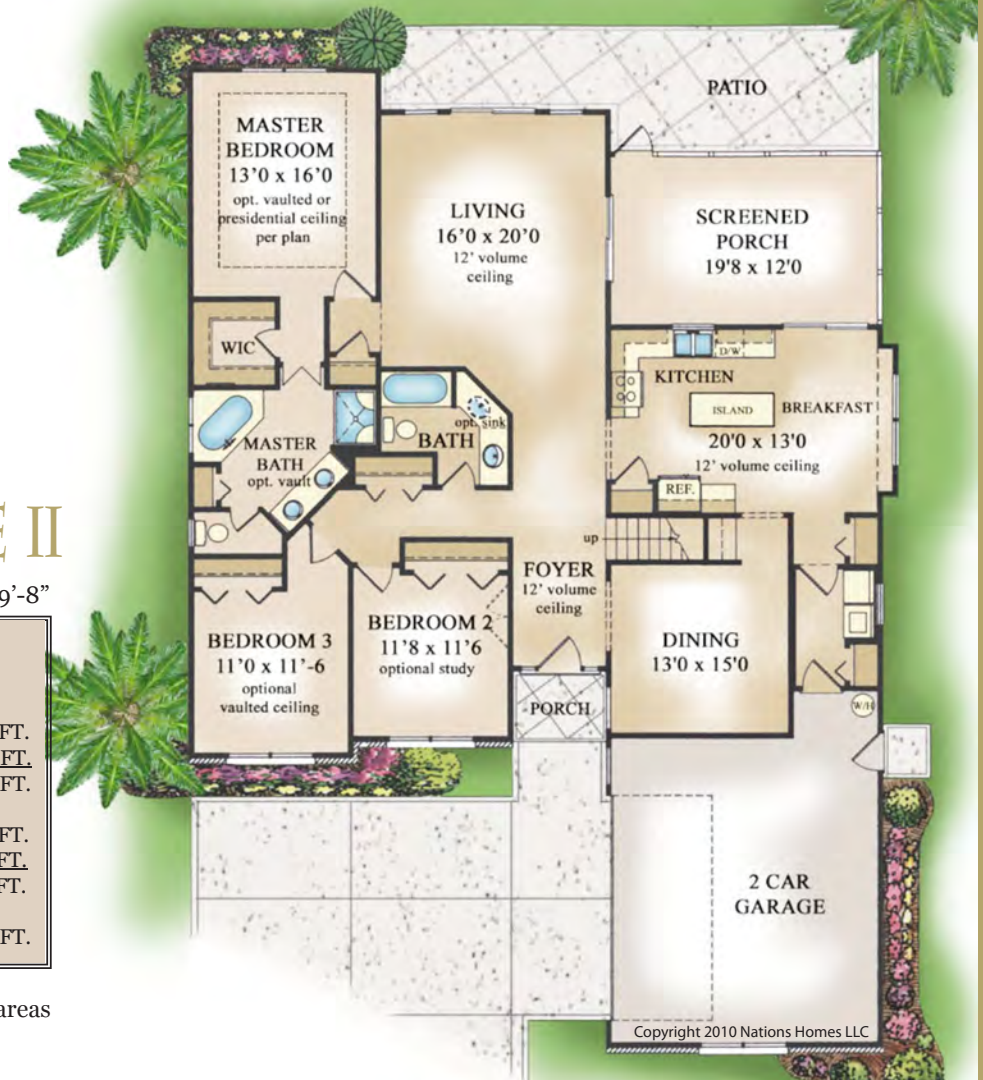 PATIO
MASTER
BEDROOM
13'0 x 16'0
opt. vaulted or
presidential ceiling
per plan
LIVING
16'0 x 20'0
12' volume
ceiling
SCREENED
PORCH
19'8 x 12'0
WIC
D/W
KITCHEN
ISLAND
BREAKFAST
20'0 x 13'0
12' volume ceiling
REF.
opt. sink
BATH
MASTER
BATH
opt. vault
up
FOYER
12' volume
ceiling
E II
9'-8"
BEDROOM 3
11'0 x 11'-6
optional
vaulted ceiling
BEDROOM 2
11'8 x 11'6
optional study
DINING
13'0 x 15'0
PORCH
W/H
FT.
FT.
FT.
FT.
FT.
FT.
FT.
2 CAR
GARAGE
areas
Copyright 2010 Nations Homes LLC